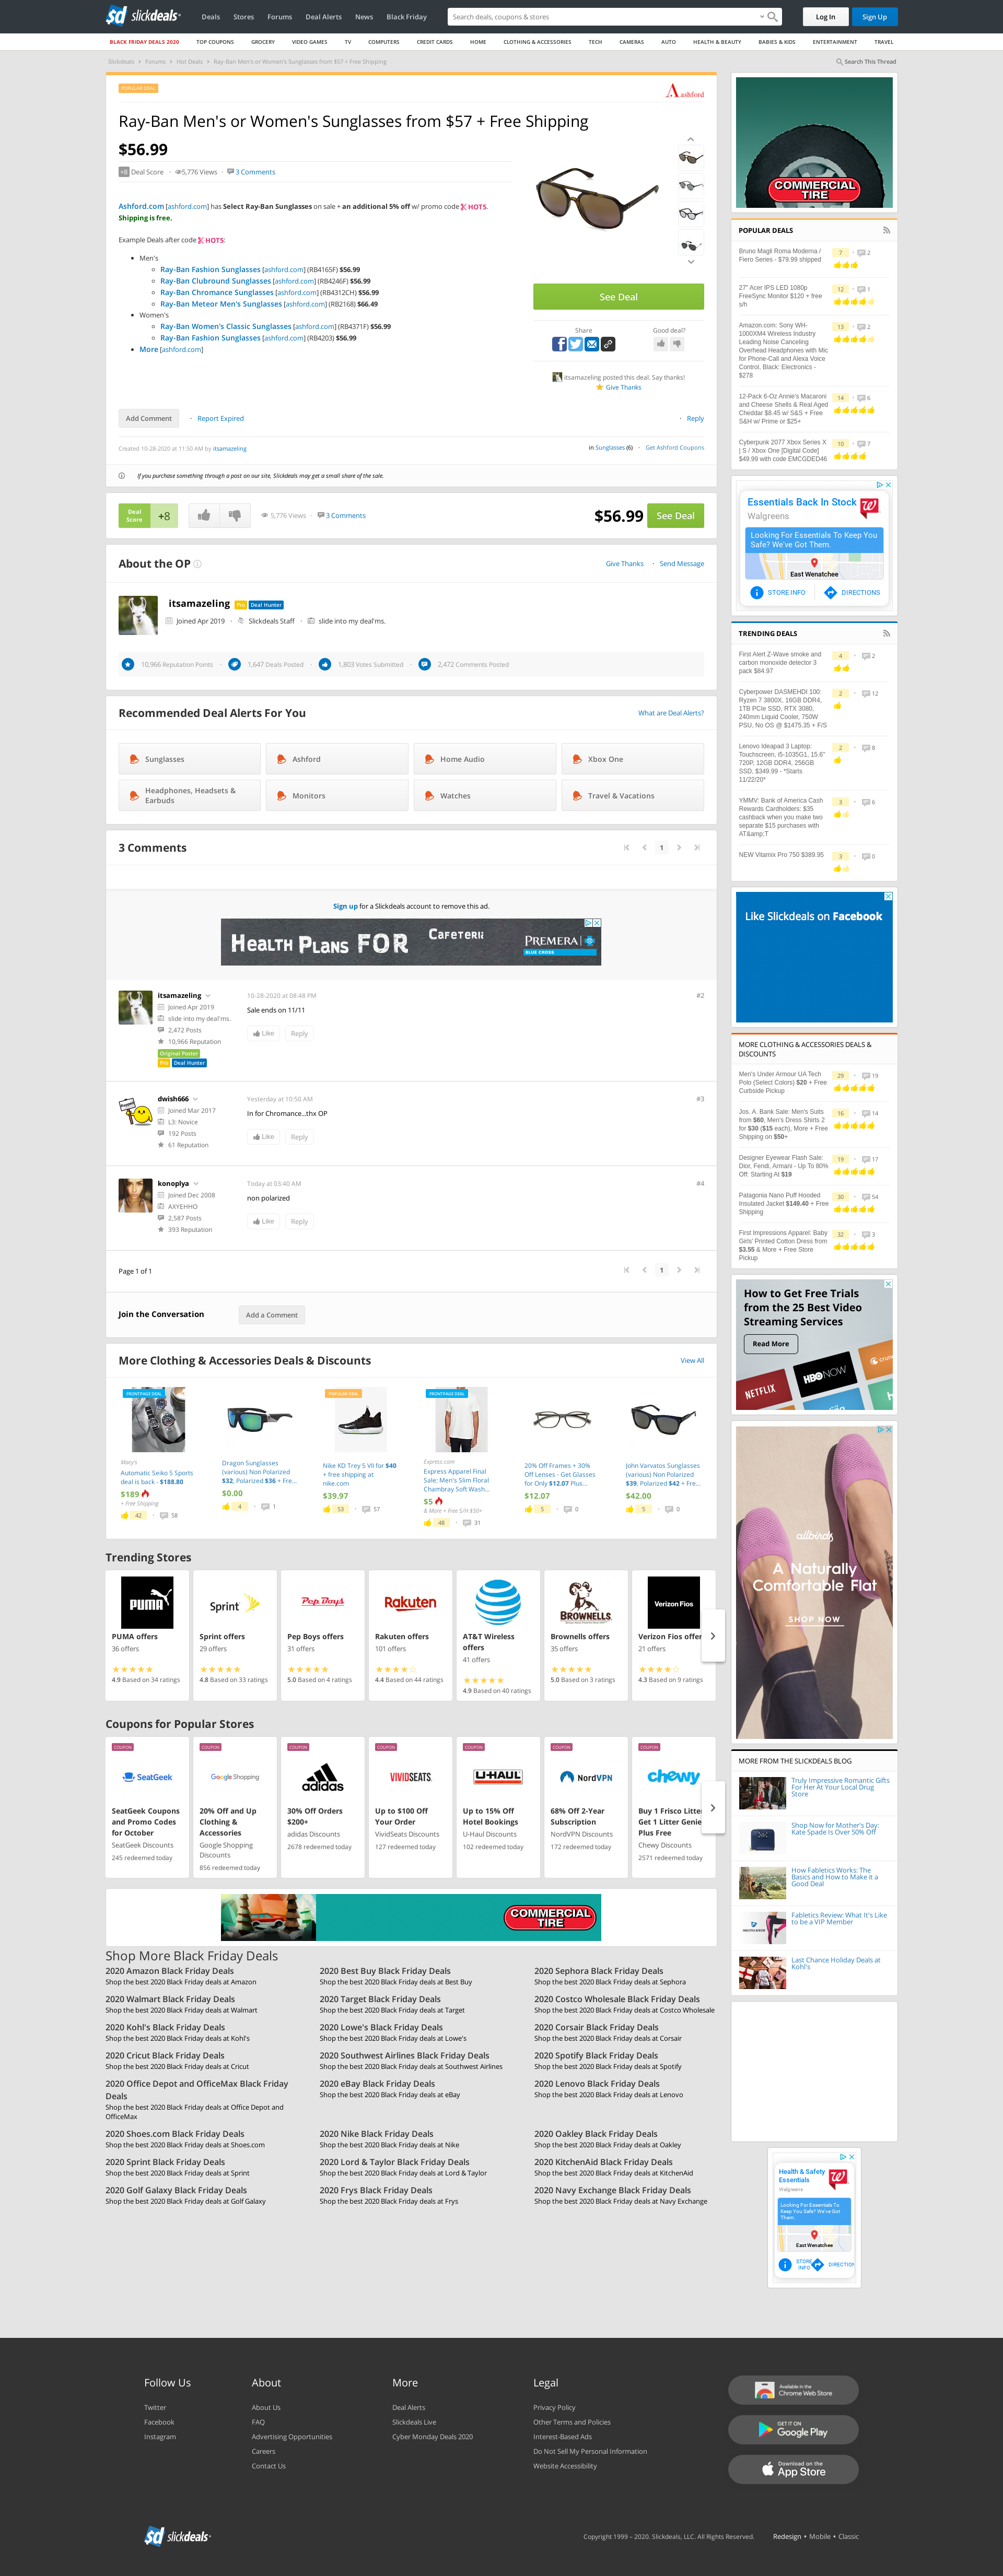 slickdeals
Deals
Stores
Forums
Deal Alerts
News
Black Friday
Search deals, coupons & stores
Log In
Sign Up
BLACK FRIDAY DEALS 2020
TOP COUPONS
GROCERY
VIDEO GAMES
TV
COMPUTERS
CREDIT CARDS
HOME
CLOTHING & ACCESSORIES
TECH
CAMERAS
AUTO
HEALTH & BEAUTY
BABIES & KIDS
ENTERTAINMENT
TRAVEL
Slickdeals > Forums > Hot Deals > Ray-Ban Men's or Women's Sunglasses from $57 + Free Shipping
Search This Thread
POPULAR DEAL
Ashford
Ray-Ban Men's or Women's Sunglasses from $57 + Free Shipping
$56.99
+8 Deal Score
5,776 Views
3 Comments
Ashford.com [ashford.com] has Select Ray-Ban Sunglasses on sale + an additional 5% off w/ promo code HOT5.
Shipping is free.
Example Deals after code HOT5:
Men's
Ray-Ban Fashion Sunglasses [ashford.com] (RB4165F) $56.99
Ray-Ban Clubround Sunglasses [ashford.com] (RB4246F) $56.99
Ray-Ban Chromance Sunglasses [ashford.com] (RB4312CH) $56.99
Ray-Ban Meteor Men's Sunglasses [ashford.com] (RB2168) $66.49
Women's
Ray-Ban Women's Classic Sunglasses [ashford.com] (RB4371F) $56.99
Ray-Ban Fashion Sunglasses [ashford.com] (RB4203) $56.99
More [ashford.com]
See Deal
Share
Good deal?
itsamazeling posted this deal. Say thanks!
Give Thanks
Add Comment
Report Expired
Reply
Created 10-28-2020 at 11:50 AM by itsamazeling
in Sunglasses (6)
Get Ashford Coupons
If you purchase something through a post on our site, Slickdeals may get a small share of the sale.
Deal Score
+8
5,776 Views
3 Comments
$56.99
See Deal
About the OP
Give Thanks
Send Message
itsamazeling
Pro
Deal Hunter
Joined Apr 2019
Slickdeals Staff
slide into my deal'ms.
10,966 Reputation Points
1,647 Deals Posted
1,803 Votes Submitted
2,472 Comments Posted
Recommended Deal Alerts For You
What are Deal Alerts?
Sunglasses
Ashford
Home Audio
Xbox One
Headphones, Headsets & Earbuds
Monitors
Watches
Travel & Vacations
3 Comments
1
Sign up for a Slickdeals account to remove this ad.
HEALTH PLANS FOR
CAFETERIA
PREMERA
BLUE CROSS
itsamazeling
Joined Apr 2019
slide into my deal'ms.
2,472 Posts
10,966 Reputation
Original Poster
Pro
Deal Hunter
10-28-2020 at 08:48 PM
#2
Sale ends on 11/11
Like
Reply
dwish666
Joined Mar 2017
L3: Novice
192 Posts
61 Reputation
Yesterday at 10:50 AM
#3
In for Chromance...thx OP
Like
Reply
konoplya
Joined Dec 2008
AXYEHHO
2,587 Posts
393 Reputation
Today at 03:40 AM
#4
non polarized
Like
Reply
Page 1 of 1
1
Join the Conversation
Add a Comment
More Clothing & Accessories Deals & Discounts
View All
FRONTPAGE DEAL
Macy's
Automatic Seiko 5 Sports deal is back - $188.80
$189
+ Free Shipping
42
58
Dragon Sunglasses (various) Non Polarized $32, Polarized $36 + Fre...
$0.00
4
1
POPULAR DEAL
Nike KD Trey 5 VII for $40 + free shipping at nike.com
$39.97
53
57
FRONTPAGE DEAL
Express.com
Express Apparel Final Sale: Men's Slim Floral Chambray Soft Wash...
$5
& More + Free S/H $50+
48
31
20% Off Frames + 30% Off Lenses - Get Glasses for Only $12.07 Plus...
$12.07
5
0
John Varvatos Sunglasses (various) Non Polarized $39, Polarized $42 + Fre...
$42.00
5
0
Trending Stores
PUMA
PUMA offers
36 offers
4.9 Based on 34 ratings
Sprint
Sprint offers
29 offers
4.8 Based on 33 ratings
Pep Boys
Pep Boys offers
31 offers
5.0 Based on 4 ratings
Rakuten
Rakuten offers
101 offers
4.4 Based on 44 ratings
AT&T Wireless offers
41 offers
4.9 Based on 40 ratings
BROWNELLS
Brownells offers
35 offers
5.0 Based on 3 ratings
Verizon Fios
Verizon Fios offers
21 offers
4.3 Based on 9 ratings
Coupons for Popular Stores
COUPON
SeatGeek
SeatGeek Coupons and Promo Codes for October
SeatGeek Discounts
245 redeemed today
COUPON
Google Shopping
20% Off and Up Clothing & Accessories
Google Shopping Discounts
856 redeemed today
COUPON
adidas
30% Off Orders $200+
adidas Discounts
2678 redeemed today
COUPON
VIVIDSEATS
Up to $100 Off Your Order
VividSeats Discounts
127 redeemed today
COUPON
U-HAUL
Up to 15% Off Hotel Bookings
U-Haul Discounts
102 redeemed today
COUPON
NordVPN
68% Off 2-Year Subscription
NordVPN Discounts
172 redeemed today
COUPON
chewy
Buy 1 Frisco Litter Get 1 Litter Genie Plus Free
Chewy Discounts
2571 redeemed today
COMMERCIAL TIRE
Shop More Black Friday Deals
2020 Amazon Black Friday Deals
Shop the best 2020 Black Friday deals at Amazon
2020 Best Buy Black Friday Deals
Shop the best 2020 Black Friday deals at Best Buy
2020 Sephora Black Friday Deals
Shop the best 2020 Black Friday deals at Sephora
2020 Walmart Black Friday Deals
Shop the best 2020 Black Friday deals at Walmart
2020 Target Black Friday Deals
Shop the best 2020 Black Friday deals at Target
2020 Costco Wholesale Black Friday Deals
Shop the best 2020 Black Friday deals at Costco Wholesale
2020 Kohl's Black Friday Deals
Shop the best 2020 Black Friday deals at Kohl's
2020 Lowe's Black Friday Deals
Shop the best 2020 Black Friday deals at Lowe's
2020 Corsair Black Friday Deals
Shop the best 2020 Black Friday deals at Corsair
2020 Cricut Black Friday Deals
Shop the best 2020 Black Friday deals at Cricut
2020 Southwest Airlines Black Friday Deals
Shop the best 2020 Black Friday deals at Southwest Airlines
2020 Spotify Black Friday Deals
Shop the best 2020 Black Friday deals at Spotify
2020 Office Depot and OfficeMax Black Friday Deals
Shop the best 2020 Black Friday deals at Office Depot and OfficeMax
2020 eBay Black Friday Deals
Shop the best 2020 Black Friday deals at eBay
2020 Lenovo Black Friday Deals
Shop the best 2020 Black Friday deals at Lenovo
2020 Shoes.com Black Friday Deals
Shop the best 2020 Black Friday deals at Shoes.com
2020 Nike Black Friday Deals
Shop the best 2020 Black Friday deals at Nike
2020 Oakley Black Friday Deals
Shop the best 2020 Black Friday deals at Oakley
2020 Sprint Black Friday Deals
Shop the best 2020 Black Friday deals at Sprint
2020 Lord & Taylor Black Friday Deals
Shop the best 2020 Black Friday deals at Lord & Taylor
2020 KitchenAid Black Friday Deals
Shop the best 2020 Black Friday deals at KitchenAid
2020 Golf Galaxy Black Friday Deals
Shop the best 2020 Black Friday deals at Golf Galaxy
2020 Frys Black Friday Deals
Shop the best 2020 Black Friday deals at Frys
2020 Navy Exchange Black Friday Deals
Shop the best 2020 Black Friday deals at Navy Exchange
COMMERCIAL TIRE
POPULAR DEALS
Bruno Magli Roma Moderna / Fiero Series - $79.99 shipped
7
2
27" Acer IPS LED 1080p FreeSync Monitor $120 + free s/h
12
1
Amazon.com: Sony WH-1000XM4 Wireless Industry Leading Noise Canceling Overhead Headphones with Mic for Phone-Call and Alexa Voice Control, Black: Electronics - $278
13
2
12-Pack 6-Oz Annie's Macaroni and Cheese Shells & Real Aged Cheddar $8.45 w/ S&S + Free S&H w/ Prime or $25+
14
6
Cyberpunk 2077 Xbox Series X | S / Xbox One [Digital Code] $49.99 with code EMCGDED46
10
7
Essentials Back In Stock
Walgreens
Looking For Essentials To Keep You Safe? We've Got Them.
East Wenatchee
STORE INFO
DIRECTIONS
TRENDING DEALS
First Alert Z-Wave smoke and carbon monoxide detector 3 pack $84.97
4
2
Cyberpower DASMEHDI 100: Ryzen 7 3800X, 16GB DDR4, 1TB PCIe SSD, RTX 3080, 240mm Liquid Cooler, 750W PSU, No OS @ $1475.35 + F/S
2
12
Lenovo Ideapad 3 Laptop: Touchscreen, i5-1035G1, 15.6" 720P, 12GB DDR4, 256GB SSD, $349.99 - *Starts 11/22/20*
2
8
YMMV: Bank of America Cash Rewards Cardholders: $35 cashback when you make two separate $15 purchases with AT&amp;T
3
6
NEW Vitamix Pro 750 $389.95
3
0
Like Slickdeals on Facebook
MORE CLOTHING & ACCESSORIES DEALS & DISCOUNTS
Men's Under Armour UA Tech Polo (Select Colors) $20 + Free Curbside Pickup
29
19
Jos. A. Bank Sale: Men's Suits from $60, Men's Dress Shirts 2 for $30 ($15 each), More + Free Shipping on $50+
16
14
Designer Eyewear Flash Sale: Dior, Fendi, Armani - Up To 80% Off: Starting At $19
19
17
Patagonia Nano Puff Hooded Insulated Jacket $149.40 + Free Shipping
30
54
First Impressions Apparel: Baby Girls' Printed Cotton Dress from $3.55 & More + Free Store Pickup
32
3
How to Get Free Trials from the 25 Best Video Streaming Services
Read More
NETFLIX
HBO NOW
crunc
allbirds
A Naturally Comfortable Flat
SHOP NOW
MORE FROM THE SLICKDEALS BLOG
Truly Impressive Romantic Gifts For Her At Your Local Drug Store
Shop Now for Mother's Day: Kate Spade Is Over 50% Off
How Fabletics Works: The Basics and How to Make it a Good Deal
Fabletics Review: What It's Like to be a VIP Member
Last Chance Holiday Deals at Kohl's
Health & Safety Essentials
Walgreens
Looking For Essentials To Keep You Safe? We've Got Them.
East Wenatchee
STORE INFO
DIRECTION
Follow Us
Twitter
Facebook
Instagram
About
About Us
FAQ
Advertising Opportunities
Careers
Contact Us
More
Deal Alerts
Slickdeals Live
Cyber Monday Deals 2020
Legal
Privacy Policy
Other Terms and Policies
Interest-Based Ads
Do Not Sell My Personal Information
Website Accessibility
Available in the Chrome Web Store
GET IT ON Google Play
Download on the App Store
slickdeals
Copyright 1999 - 2020. Slickdeals, LLC. All Rights Reserved.
Redesign • Mobile • Classic